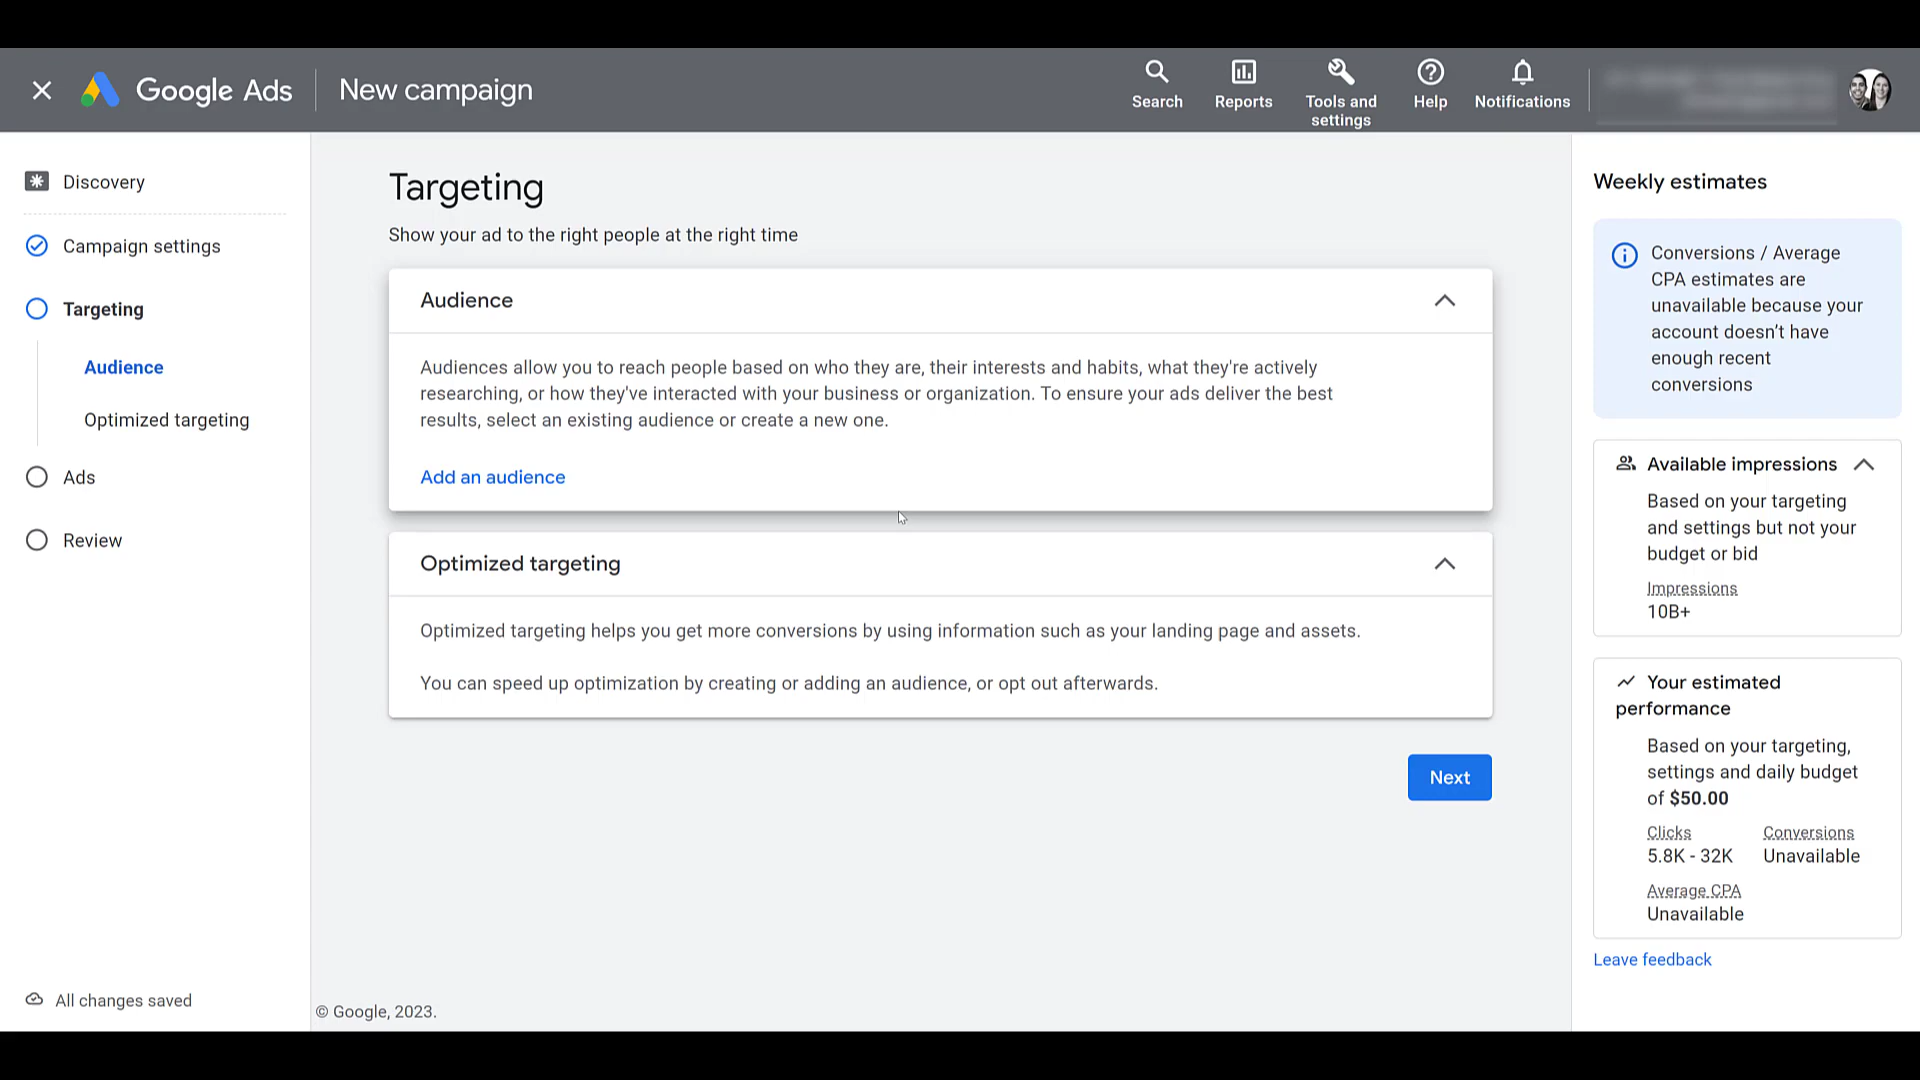 Google Ads
New campaign
Search
Reports
Tools and
settings
Help
Notifications
Discovery
Campaign settings
Targeting
Audience
Optimized targeting
Ads
Review
All changes saved
Targeting
Show your ad to the right people at the right time
Audience
Audiences allow you to reach people based on who they are, their interests and habits, what they're actively
researching, or how they've interacted with your business or organization. To ensure your ads deliver the best
results, select an existing audience or create a new one.
Add an audience
Optimized targeting
Optimized targeting helps you get more conversions by using information such as your landing page and assets.
You can speed up optimization by creating or adding an audience, or opt out afterwards.
Next
© Google, 2023.
Weekly estimates
Conversions / Average
CPA estimates are
unavailable because your
account doesn’t have
enough recent
conversions
Available impressions
Based on your targeting
and settings but not your
budget or bid
Impressions
10B+
Your estimated
performance
Based on your targeting,
settings and daily budget
of $50.00
Clicks Conversions
5.8K - 32K Unavailable
Average CPA
Unavailable
Leave feedback